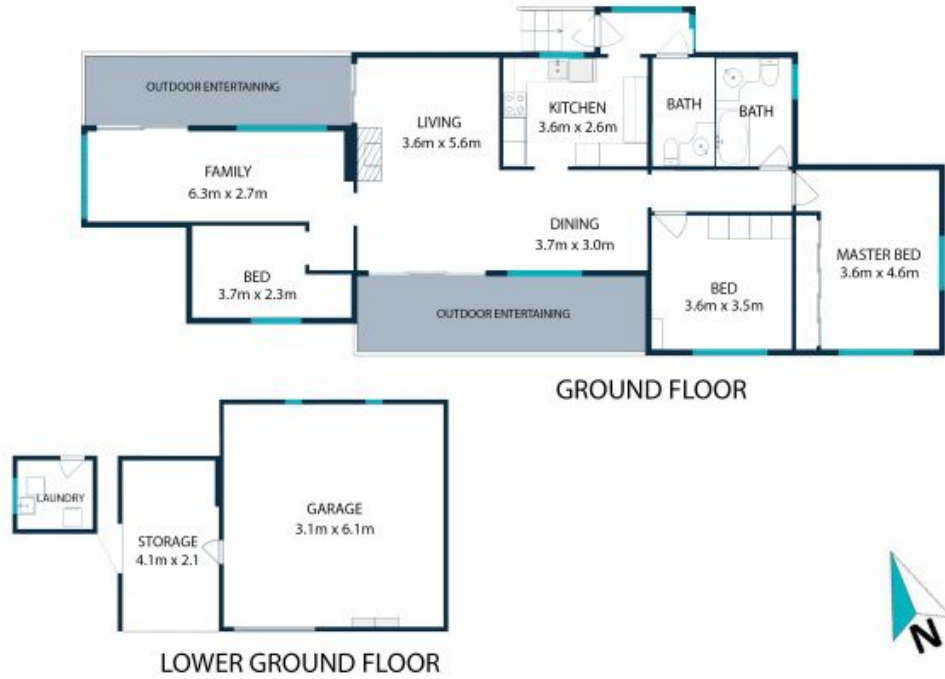 OUTDOOR ENTERTAINING
LIVING
3.6m x 5.6m
KITCHEN
3.6m x 2.6m
BATH
BATH
FAMILY
6.3m x 2.7m
DINING
3.7m x 3.0m
BED
3.7m x 2.3m
OUTDOOR ENTERTAINING
BED
3.6m x 3.5m
MASTER BED
3.6m x 4.6m
GROUND FLOOR
LAUNDRY
STORAGE
4.1m x 2.1
GARAGE
3.1m x 6.1m
N
LOWER GROUND FLOOR